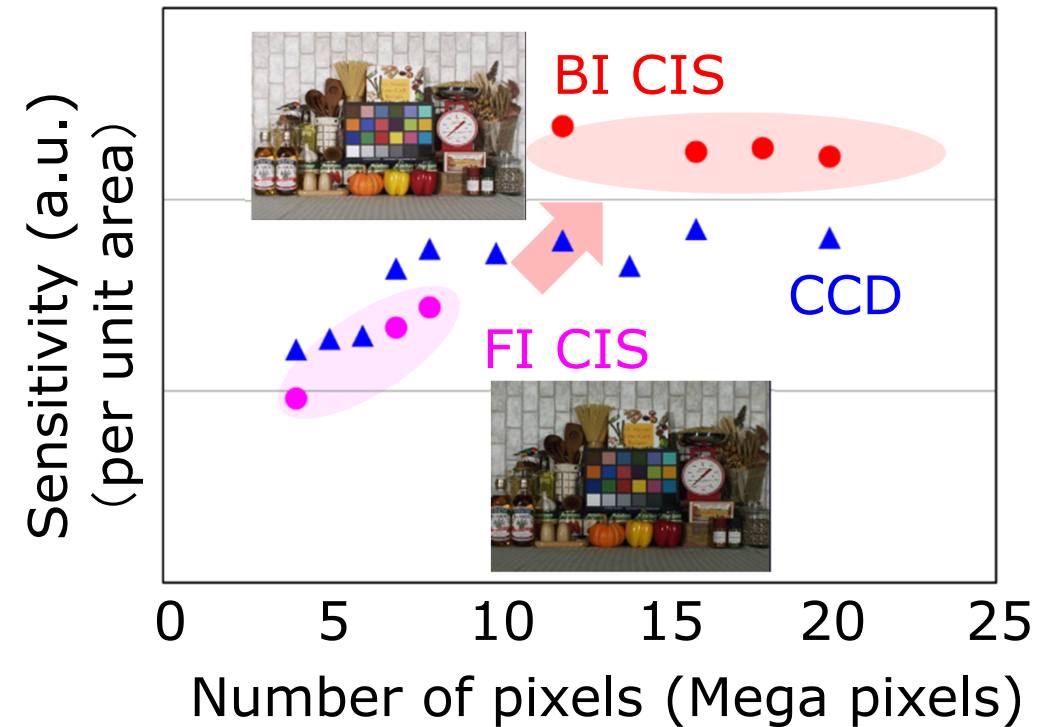 BI CIS
CCD
FI CIS
Sensitivity (a.u.)
(per unit area)
0 5 10 15 20 25
Number of pixels (Mega pixels)